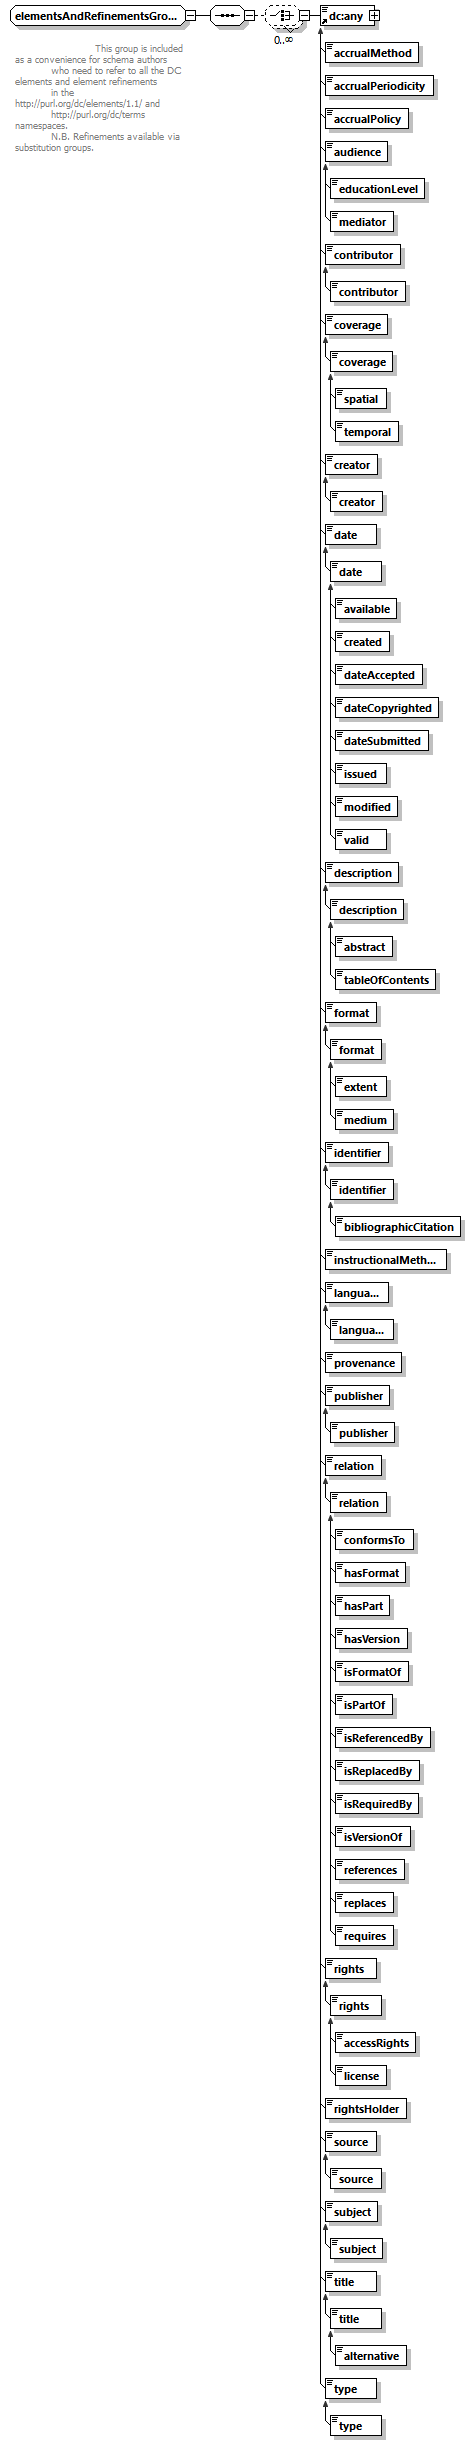 elementsAndRefinementsGro...
dc:any
0..∞
This group is included
as a convenience for schema authors
who need to refer to all the DC
elements and element refinements
in the
http://purl.org/dc/elements/1.1/ and
http://purl.org/dc/terms
namespaces.
N.B. Refinements available via
substitution groups.
accrualMethod
accrualPeriodicity
accrualPolicy
audience
educationLevel
mediator
contributor
contributor
coverage
coverage
spatial
temporal
creator
creator
date
date
available
created
dateAccepted
dateCopyrighted
dateSubmitted
issued
modified
valid
description
description
abstract
tableOfContents
format
format
extent
medium
identifier
identifier
bibliographicCitation
instructionalMeth...
langua...
langua...
provenance
publisher
publisher
relation
relation
conformsTo
hasFormat
hasPart
hasVersion
isFormatOf
isPartOf
isReferencedBy
isReplacedBy
isRequiredBy
isVersionOf
references
replaces
requires
rights
rights
accessRights
license
rightsHolder
source
source
subject
subject
title
title
alternative
type
type